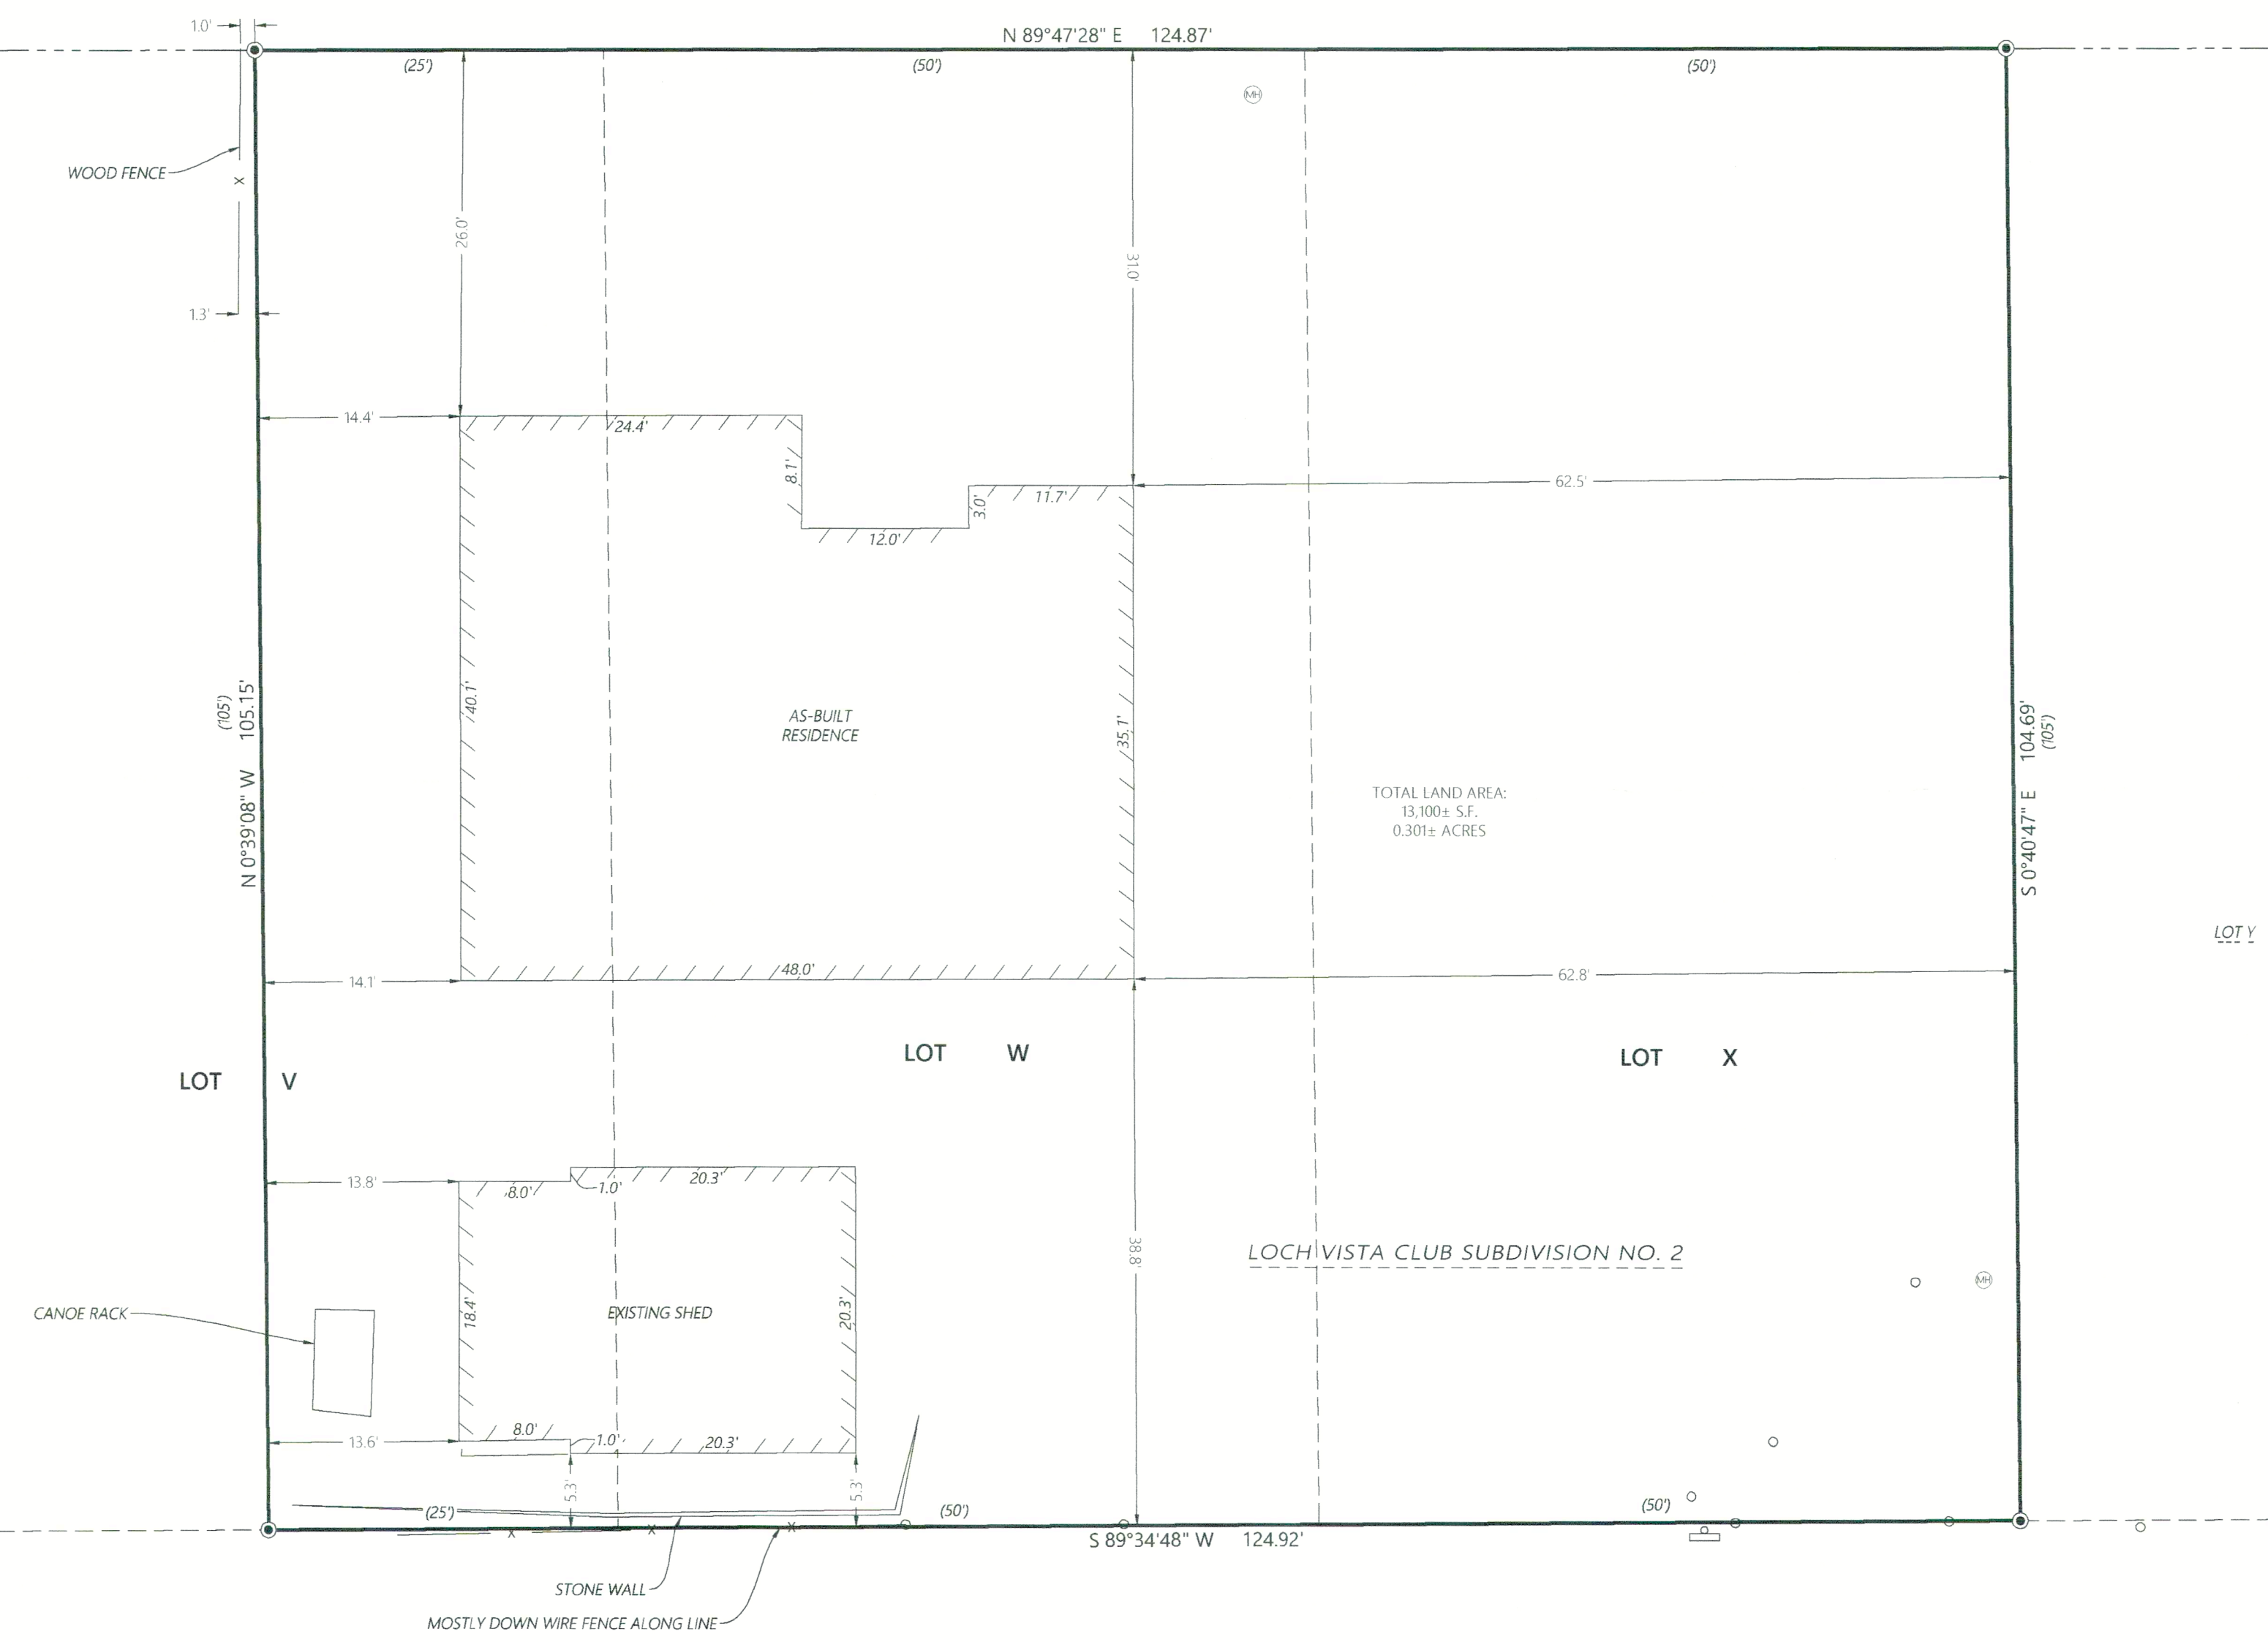 1.0'
N 89°47'28" E 124.87'
(25')
(50')
(50')
MH
WOOD FENCE
X
26.0'
31.0'
1.3'
14.4'
24.4'
8.1'
3.0'
11.7'
12.0'
62.5'
(105')
N 0°39'08" W 105.15'
40.1'
AS-BUILT
RESIDENCE
35.1'
S 0°40'47" E 104.69'
(105')
TOTAL LAND AREA:
13,100± S.F.
0.301± ACRES
LOT Y
14.1'
48.0'
62.8'
LOT V
LOT W
LOT X
13.8'
8.0'
1.0'
20.3'
38.8'
LOCH VISTA CLUB SUBDIVISION NO. 2
MH
CANOE RACK
18.4'
EXISTING SHED
20.3'
13.6'
8.0'
1.0'
20.3'
5.3'
5.3'
(25')
(50')
(50')
X
X
X
S 89°34'48" W 124.92'
STONE WALL
MOSTLY DOWN WIRE FENCE ALONG LINE